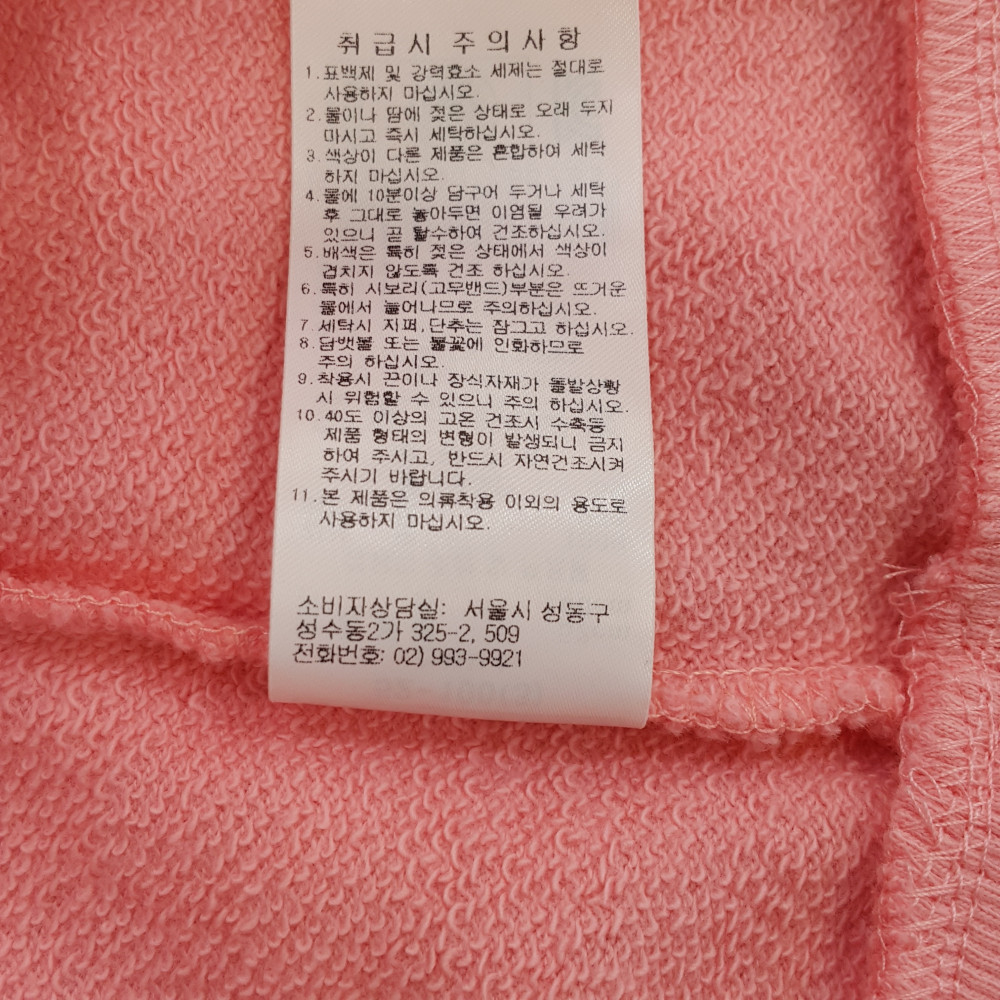 취급시 주의사항
1.표백제 및 강력효소 세제는 절대로
사용하지 마십시오.
2.물이나 땀에 젖은 상태로 오래 두지
마시고 즉시 세탁하십시오.
3.색상이 다른 제품은 혼합하여 세탁
하지 마십시오.
4.물에 10분이상 담구어 두거나 세탁
후 그대로 놓아두면 이염될 우려가
있으니 곧 탈수하여 건조하십시오.
5.배색은 특히 젖은 상태에서 색상이
겹치지 않도록 건조 하십시오.
6.특히 시보리(고무밴드)부분은 뜨거운
물에서 늘어나므로 주의하십시오.
7.세탁시 지퍼,단추는 잠그고 하십시오.
8.담뱃불 또는 불꽃에 인화하므로
주의 하십시오.
9.착용시 끈이나 장식자재가 돌발상황
시 위험할 수 있으니 주의 하십시오.
10.40도 이상의 고온 건조시 수축등
제품 형태의 변형이 발생되니 금지
하여 주시고, 반드시 자연건조시켜
주시기 바랍니다.
11.본 제품은 의류착용 이외의 용도로
사용하지 마십시오.
소비자상담실: 서울시 성동구
성수동2가 325-2, 509
전화번호: 02) 993-9921